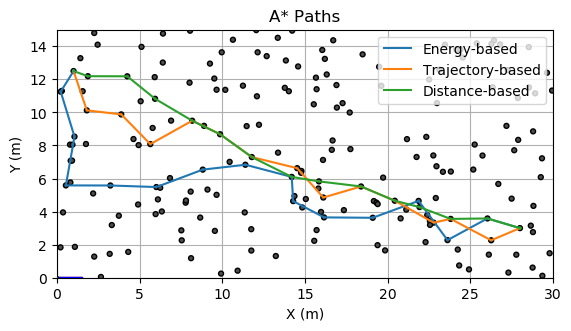 A* Paths
Energy-based
Trajectory-based
Distance-based
Y (m)
14
12
10
8
6
4
2
0
0 5 10 15 20 25 30
X (m)